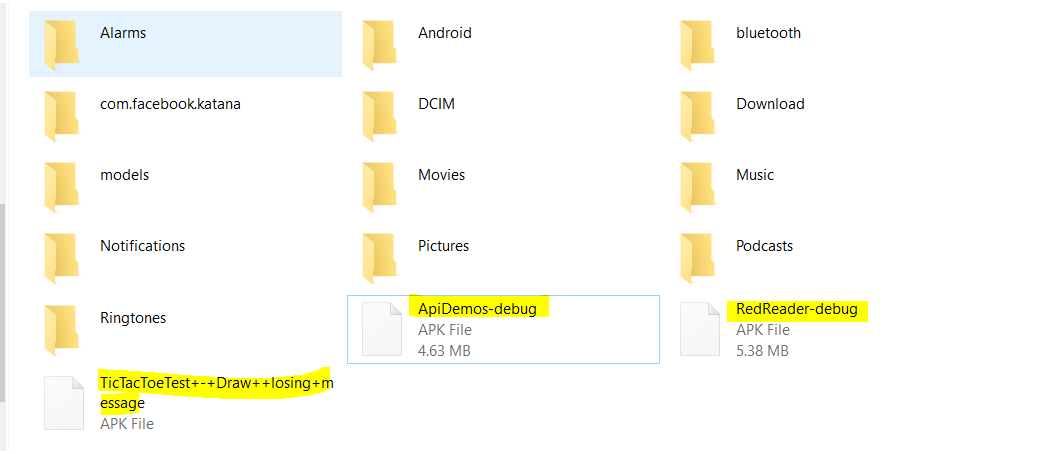 Alarms
Android
bluetooth
com.facebook.katana
DCIM
Download
models
Movies
Music
Notifications
Pictures
Podcasts
Ringtones
ApiDemos-debug
APK File
4.63 MB
RedReader-debug
APK File
5.38 MB
TicTacToeTest+-+Draw++losing+m
essage
APK File